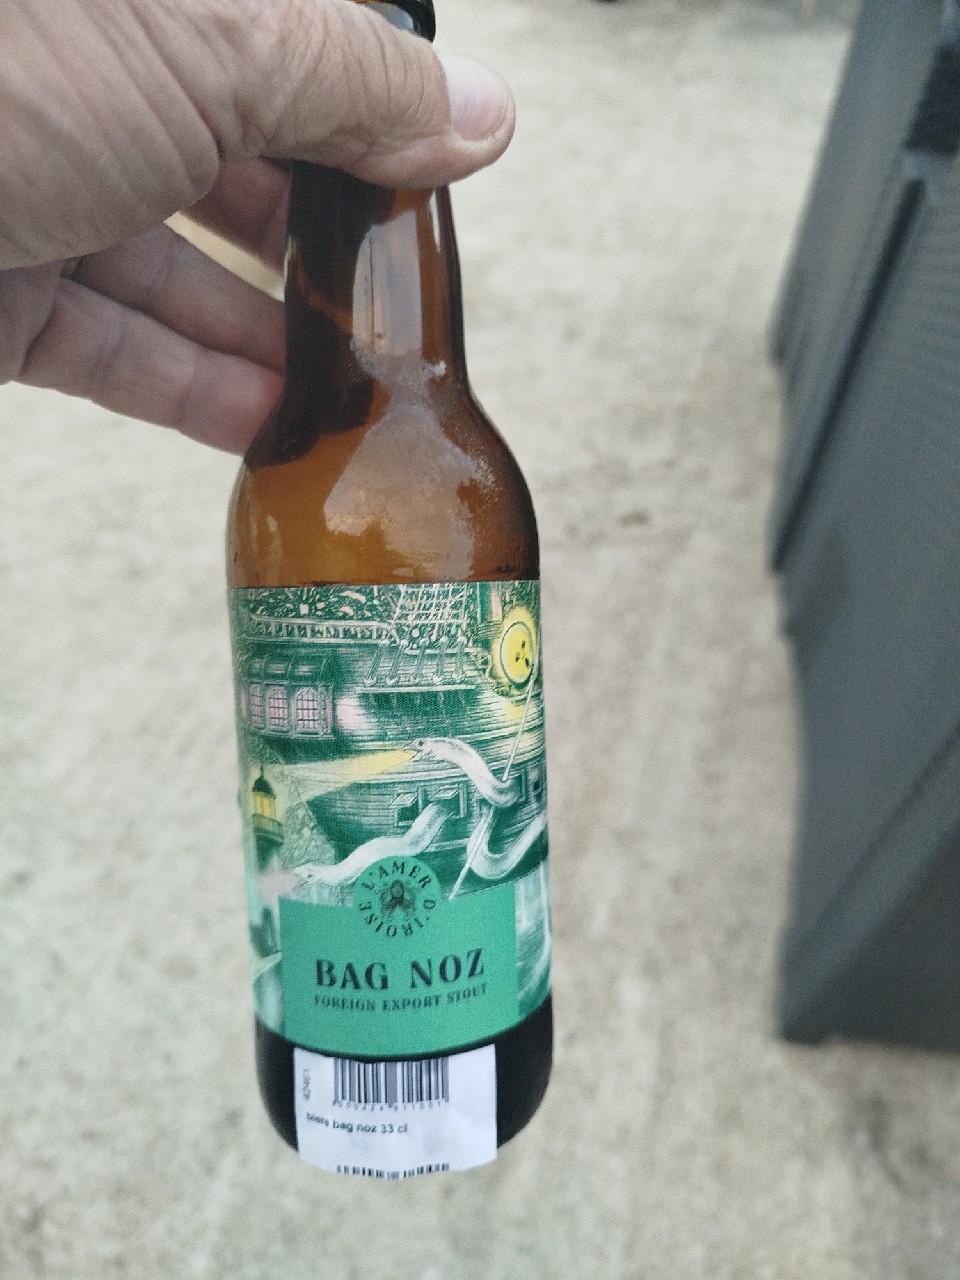 L'AMER D'IROISE
BAG NOZ
FOREIGN EXPORT STOUT
biere bag noz 33 cl